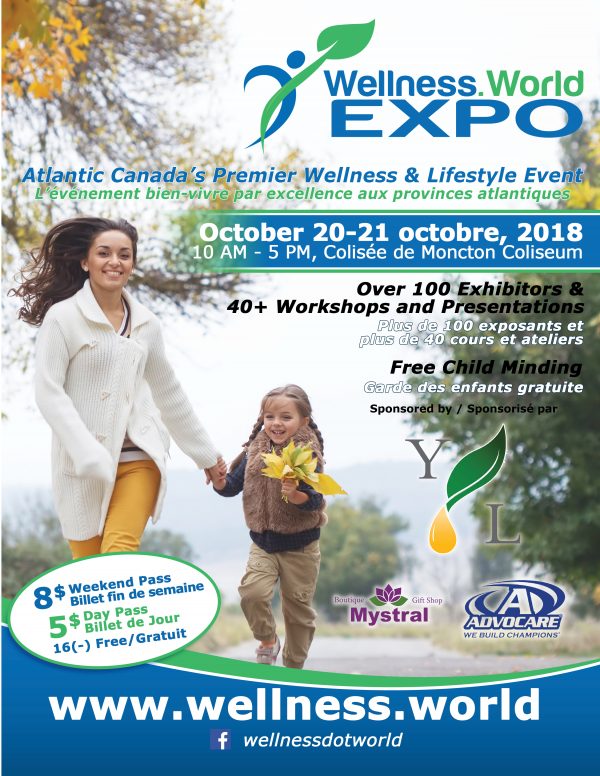 Wellness.World
EXPO
Atlantic Canada's Premier Wellness & Lifestyle Event
L'événement bien-vivre par excellence aux provinces atlantiques
October 20-21 octobre, 2018
10 AM - 5 PM, Colisée de Moncton Coliseum
Over 100 Exhibitors &
40+ Workshops and Presentations
Plus de 100 exposants et
plus de 40 cours et ateliers
Free Child Minding
Garde des enfants gratuite
Sponsored by / Sponsorisé par
Y L
8$ Weekend Pass
Billet fin de semaine
5$ Day Pass
Billet de Jour
16(-) Free/Gratuit
Boutique Gift Shop
Mystral
ADVOCARE
WE BUILD CHAMPIONS®
www.wellness.world
f wellnessdotworld